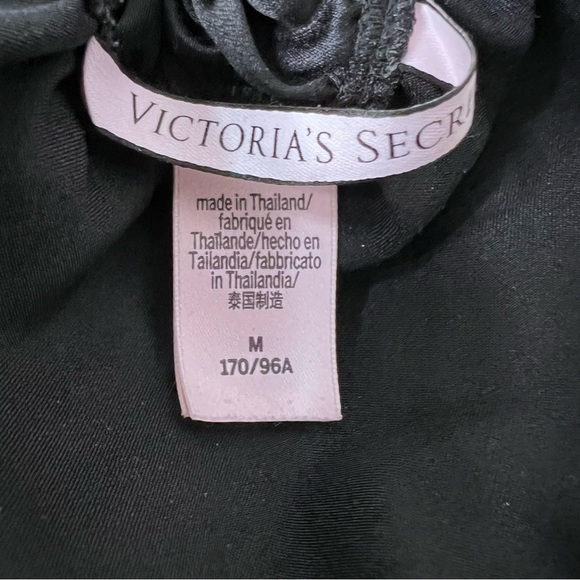 VICTORIA'S SECR
made in Thailand/
fabriqué en
Thaïlande/hecho en
Tailandia/fabbricato
in Thailandia/
泰国制造
M
170/96A